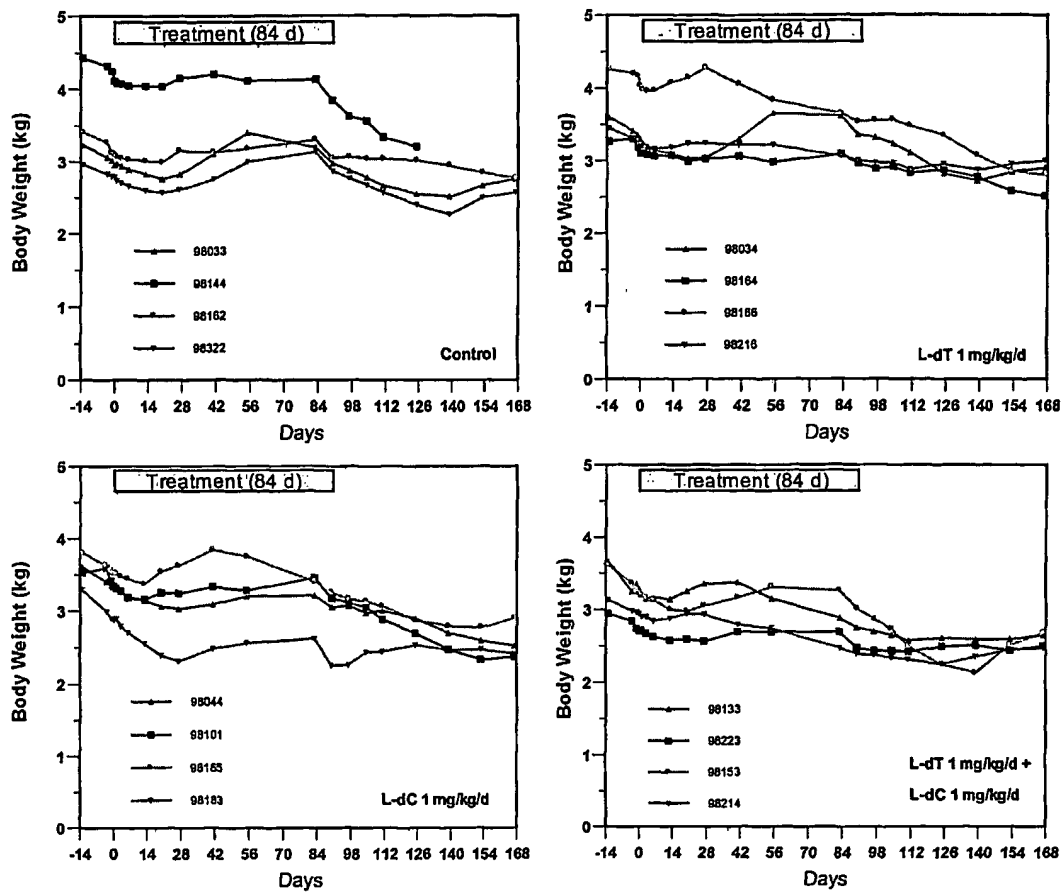 Treatment (84 d)
Body Weight (kg)
5
4
3
2
1
0
98033
98144
98162
98322
Control
-14 0 14 28 42 56 70 84 98 112 126 140 154 168
Days
Treatment (84 d)
Body Weight (kg)
5
4
3
2
1
0
98034
98164
98166
98216
L-dT 1 mg/kg/d
-14 0 14 28 42 56 70 84 98 112 126 140 154 168
Days
Treatment (84 d)
Body Weight (kg)
5
4
3
2
1
0
98044
98101
98165
98183
L-dC 1 mg/kg/d
-14 0 14 28 42 56 70 84 98 112 126 140 154 168
Days
Treatment (84 d)
Body Weight (kg)
5
4
3
2
1
0
98133
98223
98153
98214
L-dT 1 mg/kg/d +
L-dC 1 mg/kg/d
-14 0 14 28 42 56 70 84 98 112 126 140 154 168
Days